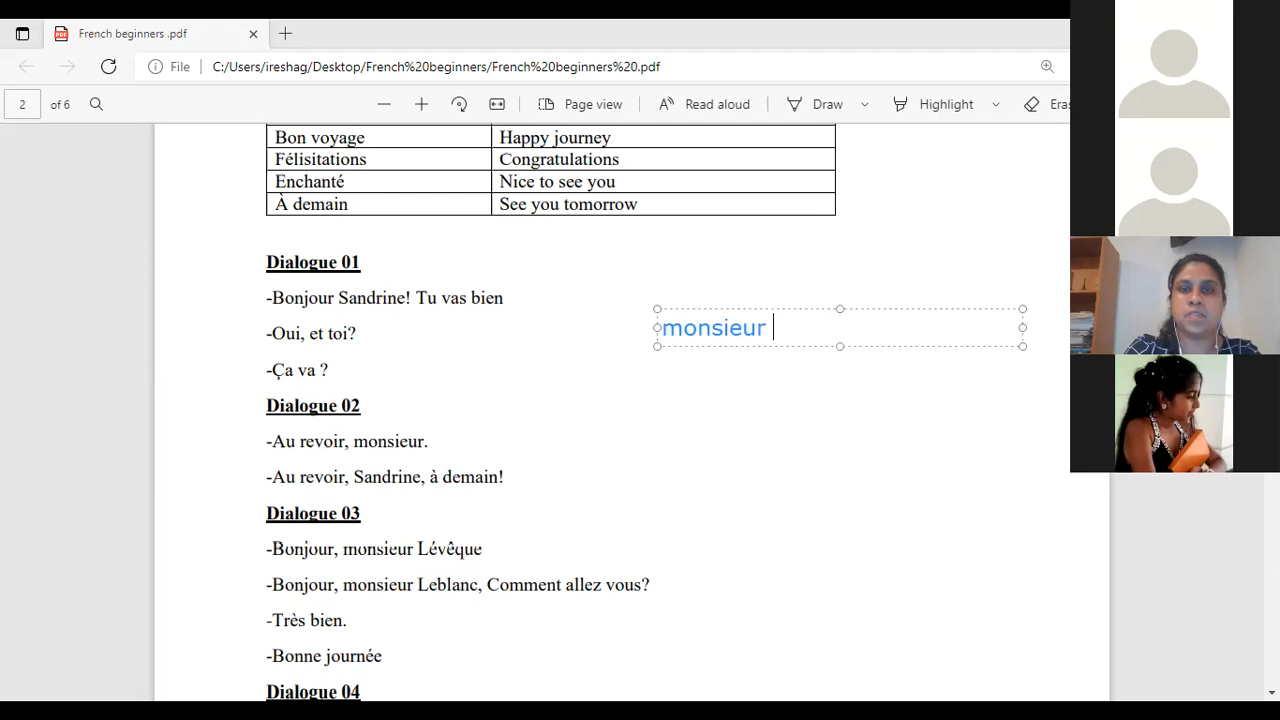 French beginners .pdf
File C:/Users/ireshag/Desktop/French%20beginners/French%20beginners%20.pdf
2 of 6 Page view Read aloud Draw Highlight Eras
Bon voyage Happy journey
Félisitations Congratulations
Enchanté Nice to see you
À demain See you tomorrow
Dialogue 01
-Bonjour Sandrine! Tu vas bien
monsieur
-Oui, et toi?
-Ça va ?
Dialogue 02
-Au revoir, monsieur.
-Au revoir, Sandrine, à demain!
Dialogue 03
-Bonjour, monsieur Lévêque
-Bonjour, monsieur Leblanc, Comment allez vous?
-Très bien.
-Bonne journée
Dialogue 04